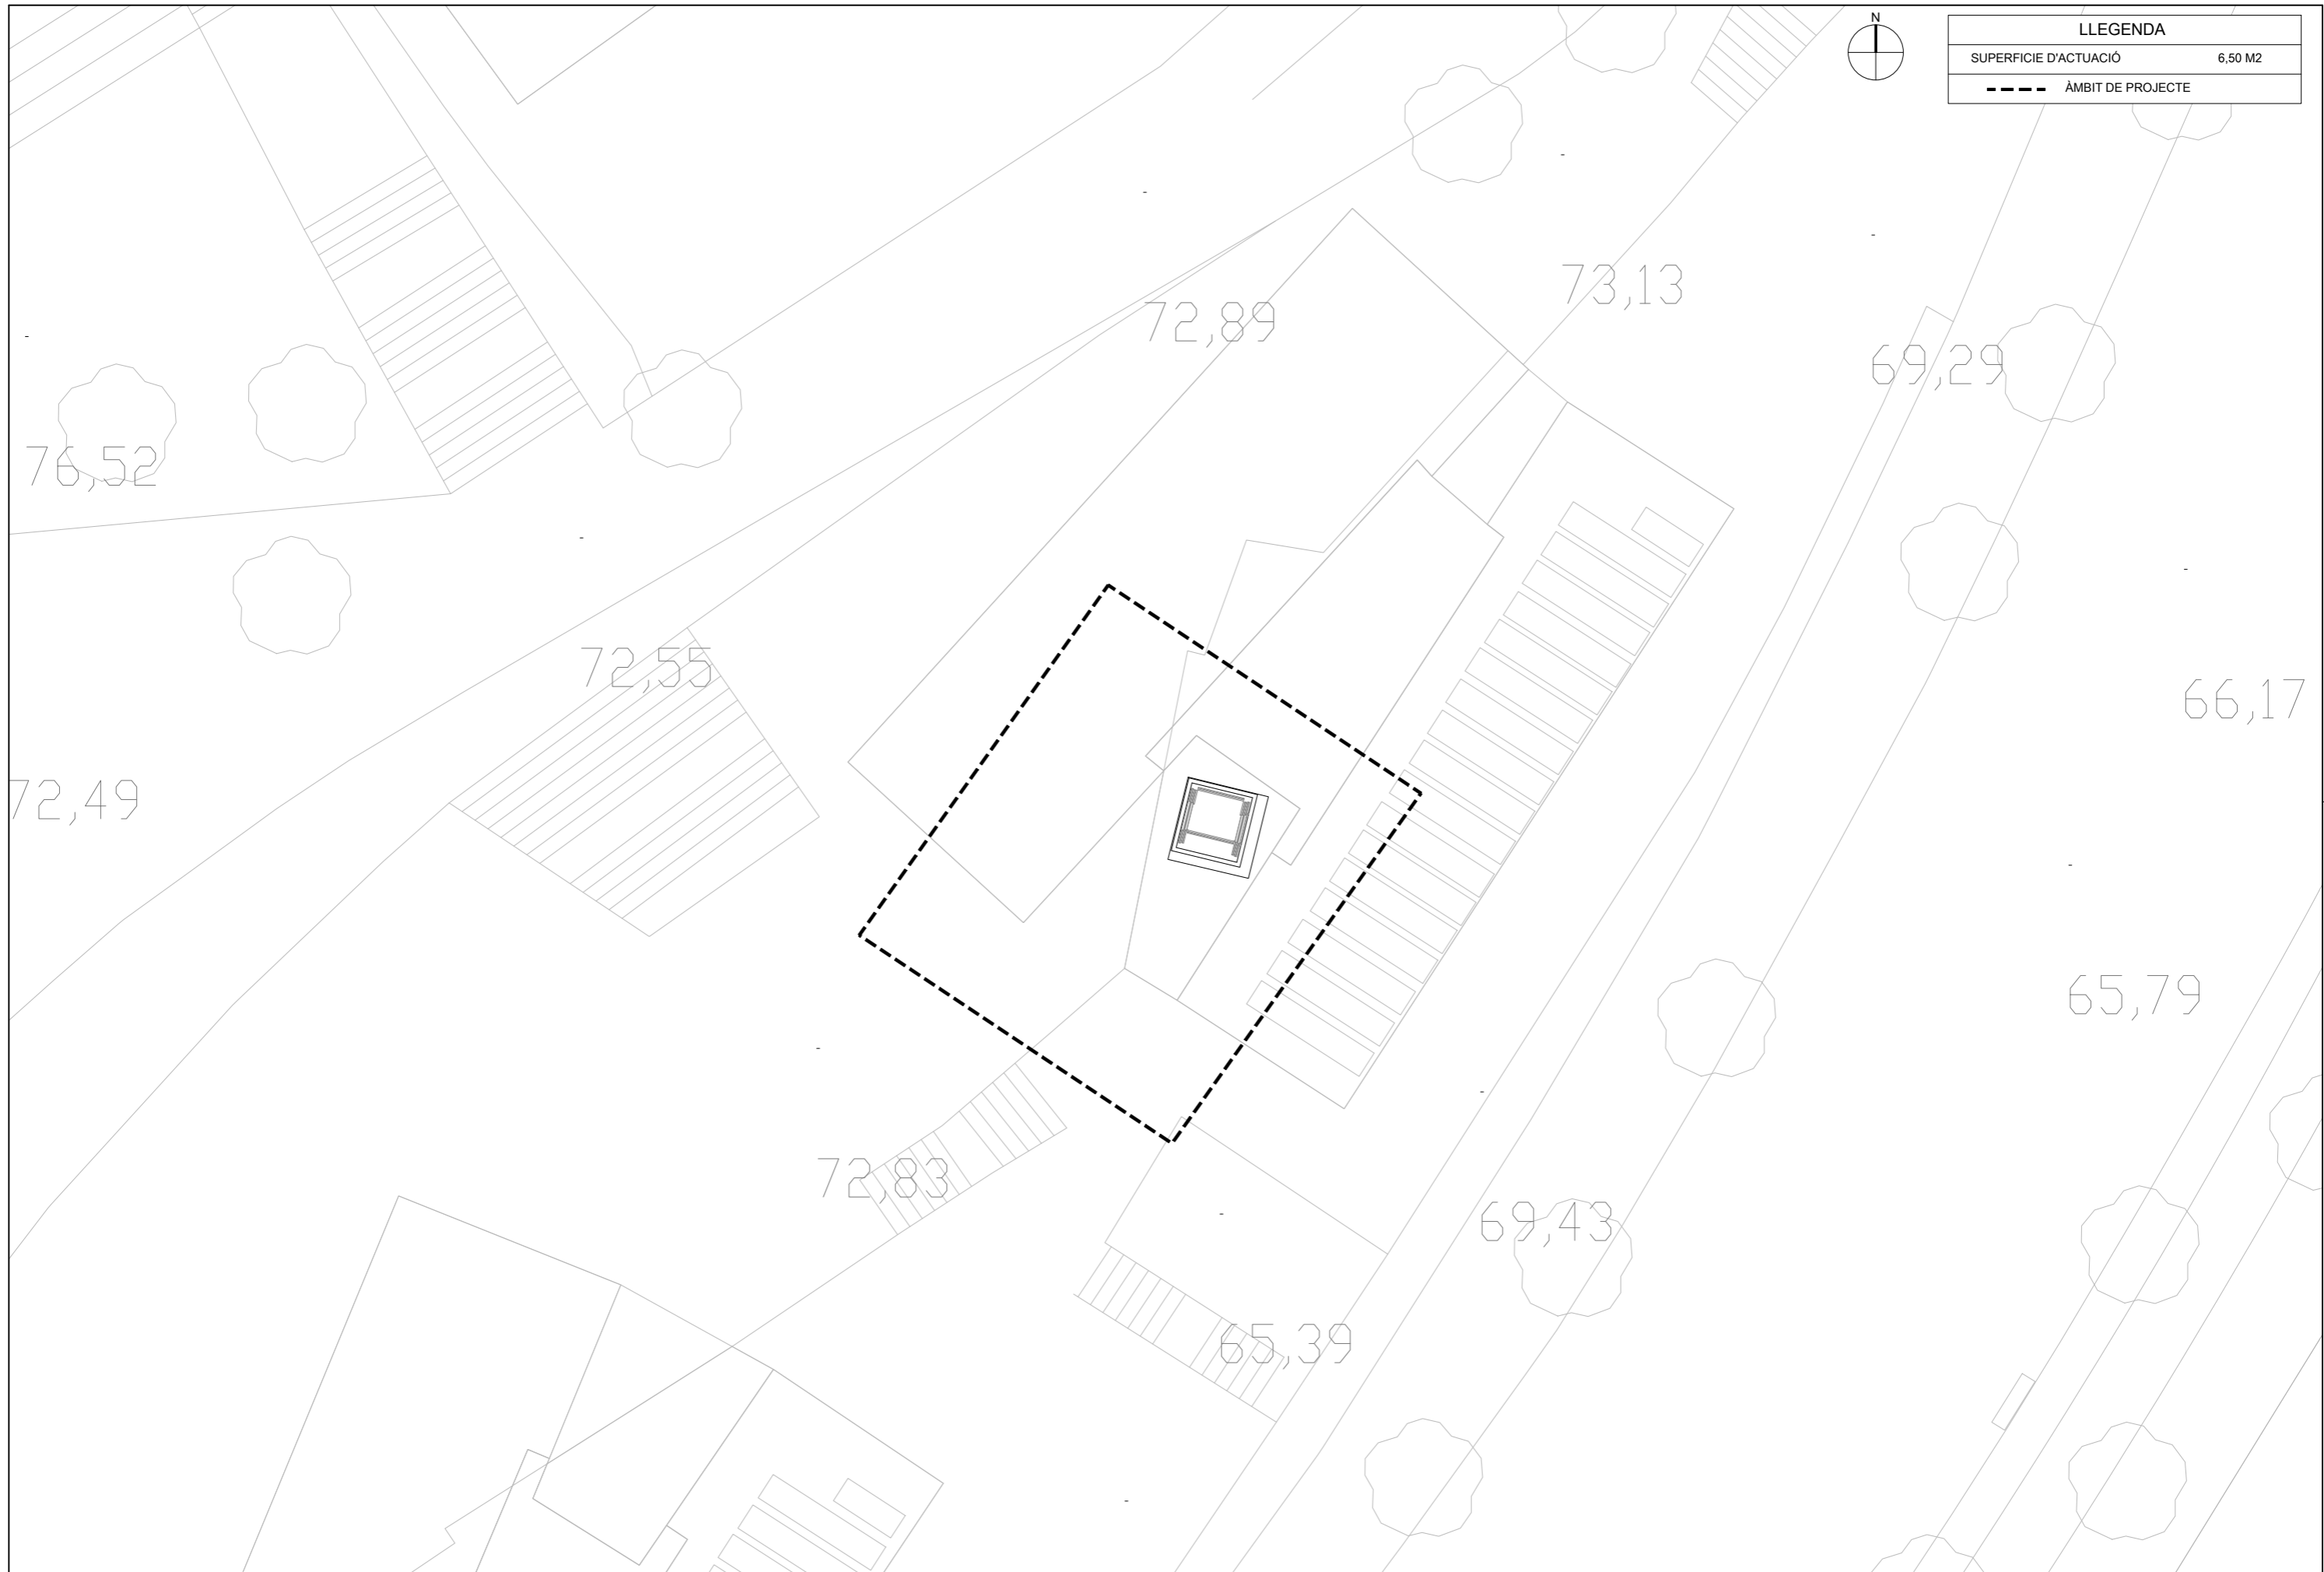 N
LLEGENDA
SUPERFICIE D'ACTUACIÓ 6,50 M2
ÀMBIT DE PROJECTE
73,13
72,89
69,29
76,52
72,55
66,17
72,49
65,79
72,83
69,43
65,39